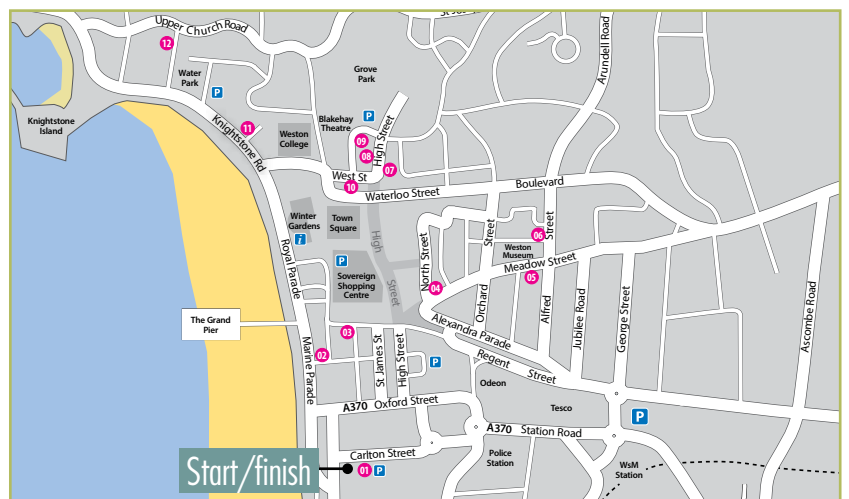 St Jos
Upper Church Road
12
Water
Park
P
Grove
Park
Arundell Road
Knightstone
Island
Knightstone Rd
11
Weston
College
Blakehay
Theatre
P
09
08
High Street
07
West St
10
Waterloo Street
Boulevard
Winter
Gardens
i
Town
Square
High
Street
P
Sovereign
Shopping
Centre
Royal Parade
North Street
04
Orchard
Street
06
Weston
Museum
Meadow Street
05
Alfred
Street
Jubilee Road
George Street
Ascombe Road
The Grand
Pier
Marine Parade
03
02
St James St
High Street
P
Alexandra Parade
Regent
Street
Odeon
Tesco
P
A370
Oxford Street
A370
Station Road
Carlton Street
Police
Station
WsM
Station
Start/finish
01
P